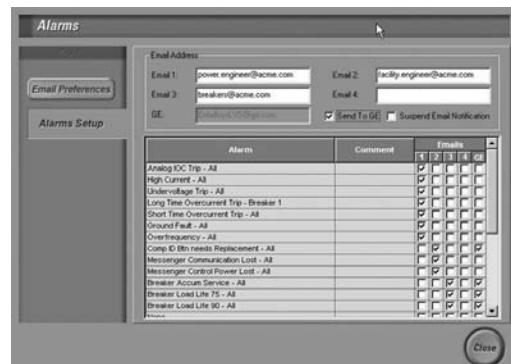 Alarms
Email Address
Email 1: power.engineer@acme.com Email 2: facility.engineer@acme.com
Email Preferences
Email 3: breakers@acme.com Email 4:
GE: Send To GE Suspend Email Notification
Alarms Setup
Alarm Comment Emails
1 2 3 4 GE
Analog IOC Trip - All
High Current - All
Undervoltage Trip - All
Long Time Overcurrent Trip - Breaker 1
Short Time Overcurrent Trip - All
Ground Fault - All
Overfrequency - All
Comp ID Btn needs Replacement - All
Messenger Communication Lost - All
Messenger Control Power Lost - All
Breaker Accum Service - All
Breaker Load Life 75 - All
Breaker Load Life 90 - All
Close